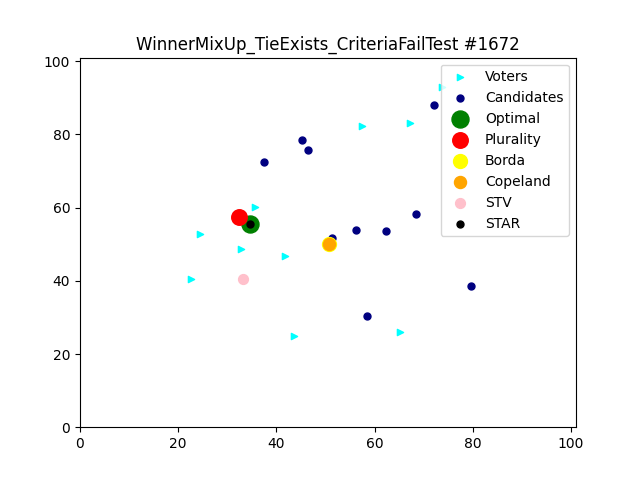 WinnerMixUp_TieExists_CriteriaFailTest #1672
100
80
60
40
20
0
0 20 40 60 80 100
Voters
Candidates
Optimal
Plurality
Borda
Copeland
STV
STAR